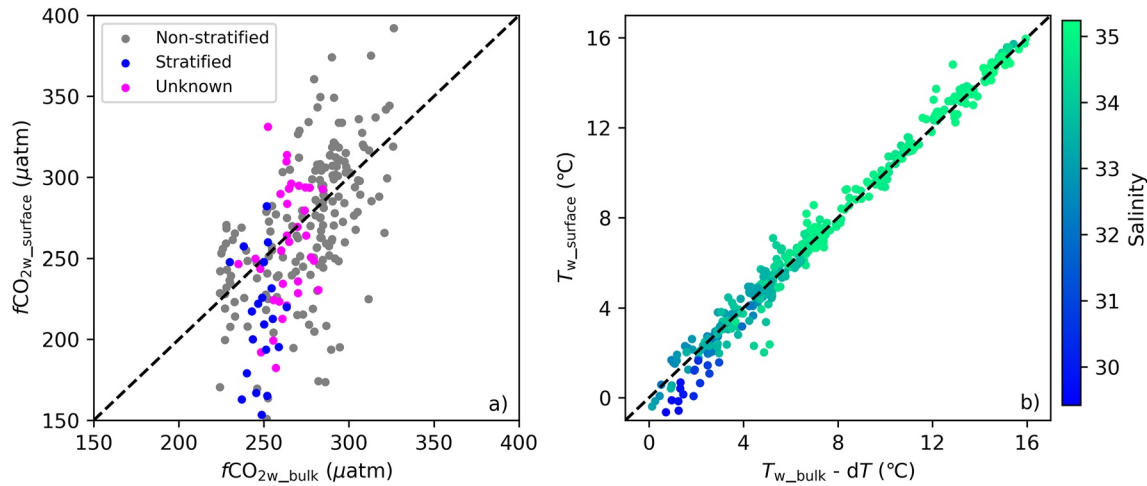 400
350
300
250
200
150
fCO₂w_surface (μatm)
Non-stratified
Stratified
Unknown
a)
150 200 250 300 350 400
fCO₂w_bulk (μatm)
16
12
8
4
0
Tw_surface (°C)
b)
0 4 8 12 16
Tw_bulk - dT (°C)
35
34
33
32
31
30
Salinity